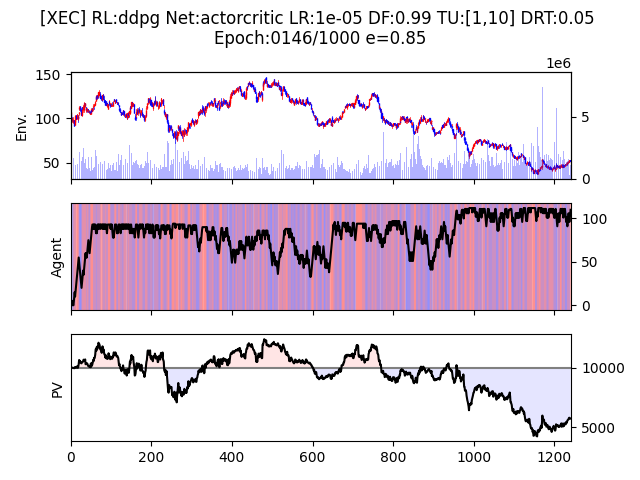 [XEC] RL:ddpg Net:actorcritic LR:1e-05 DF:0.99 TU:[1,10] DRT:0.05
Epoch:0146/1000 e=0.85
1e6
150
100
50
Env.
5
0
Agent
100
50
0
PV
10000
5000
0 200 400 600 800 1000 1200